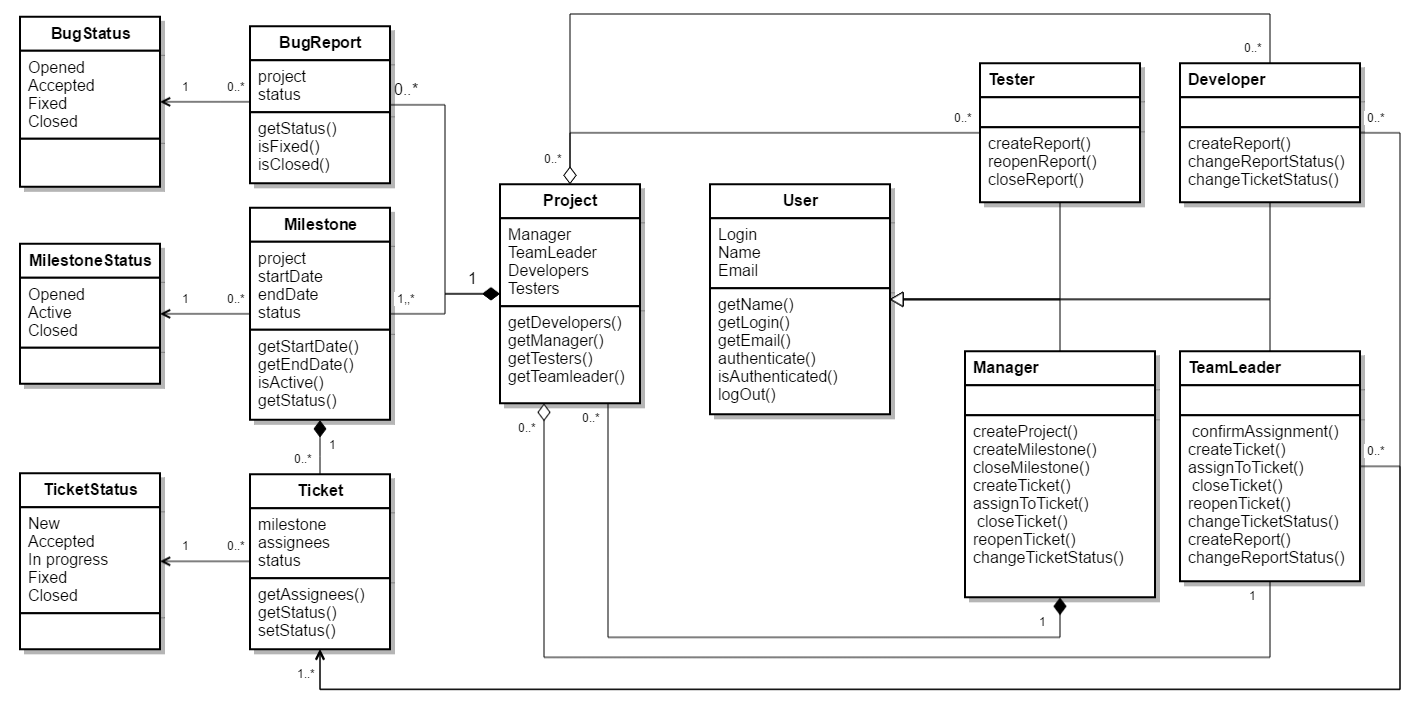 BugStatus
Opened
Accepted
Fixed
Closed
1
0..*
BugReport
project
status
getStatus()
isFixed()
isClosed()
0..*
MilestoneStatus
Opened
Active
Closed
1
0..*
Milestone
project
startDate
endDate
status
getStartDate()
getEndDate()
isActive()
getStatus()
1,,*
1
1
0..*
TicketStatus
New
Accepted
In progress
Fixed
Closed
1
0..*
Ticket
milestone
assignees
status
getAssignees()
getStatus()
setStatus()
1..*
0..*
Project
Manager
TeamLeader
Developers
Testers
getDevelopers()
getManager()
getTesters()
getTeamleader()
0..*
0..*
User
Login
Name
Email
getName()
getLogin()
getEmail()
authenticate()
isAuthenticated()
logOut()
0..*
Tester
createReport()
reopenReport()
closeReport()
0..*
Developer
createReport()
changeReportStatus()
changeTicketStatus()
0..*
Manager
createProject()
createMilestone()
closeMilestone()
createTicket()
assignToTicket()
closeTicket()
reopenTicket()
changeTicketStatus()
1
TeamLeader
confirmAssignment()
createTicket()
assignToTicket()
closeTicket()
reopenTicket()
changeTicketStatus()
createReport()
changeReportStatus()
0..*
1